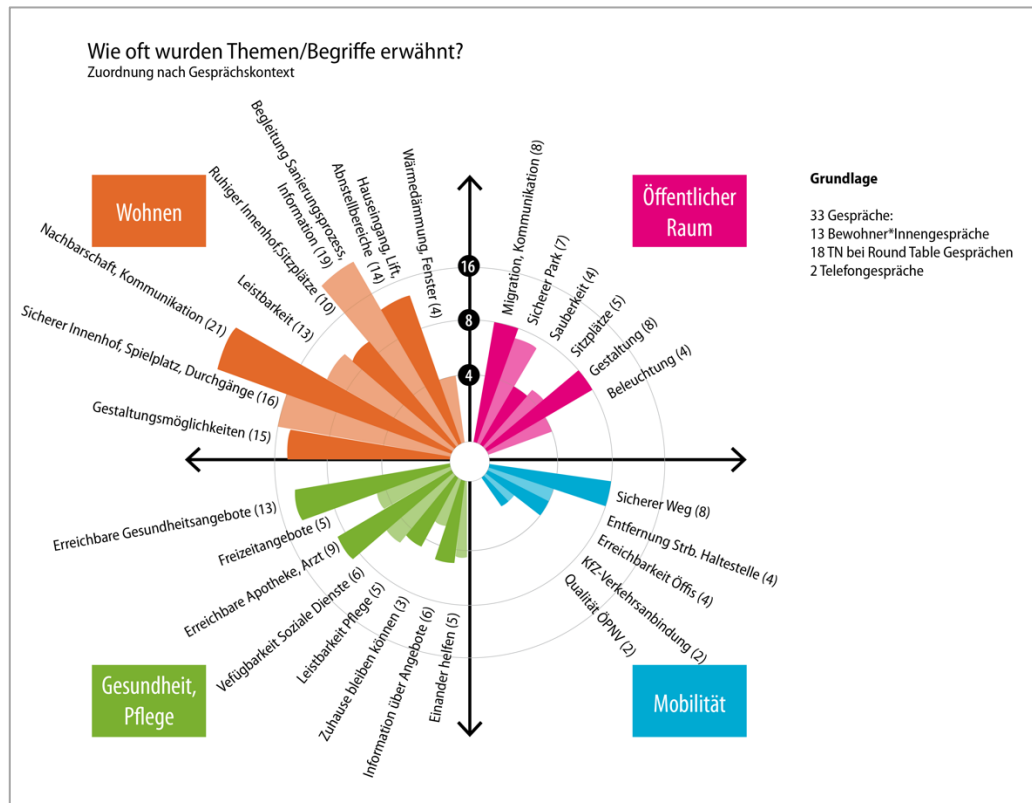 Wie oft wurden Themen/Begriffe erwähnt?
Zuordnung nach Gesprächskontext
Wohnen
Öffentlicher
Raum
Grundlage
33 Gespräche:
13 Bewohner*Innengespräche
18 TN bei Round Table Gesprächen
2 Telefongespräche
Gestaltungsmöglichkeiten (15)
Sicherer Innenhof, Spielplatz, Durchgänge (16)
Nachbarschaft, Kommunikation (21)
Leistbarkeit (13)
Ruhiger Innenhof,Sitzplätze (10)
Begleitung Sanierungsprozess,
Information (19)
Hauseingang, Lift,
Abnstellbereiche (14)
Wärmedämmung, Fenster (4)
16
8
4
Migration, Kommunikation (8)
Sicherer Park (7)
Sauberkeit (4)
Sitzplätze (5)
Gestaltung (8)
Beleuchtung (4)
Sicherer Weg (8)
Entfernung Strb. Haltestelle (4)
Erreichbarkeit Öffis (4)
KfZ-Verkehrsanbindung (2)
Qualität ÖPNV (2)
Erreichbare Gesundheitsangebote (13)
Freizeitangebote (5)
Erreichbare Apotheke, Arzt (9)
Vefügbarkeit Soziale Dienste (6)
Leistbarkeit Pflege (5)
Zuhause bleiben können (3)
Information über Angebote (6)
Einander helfen (5)
Gesundheit,
Pflege
Mobilität